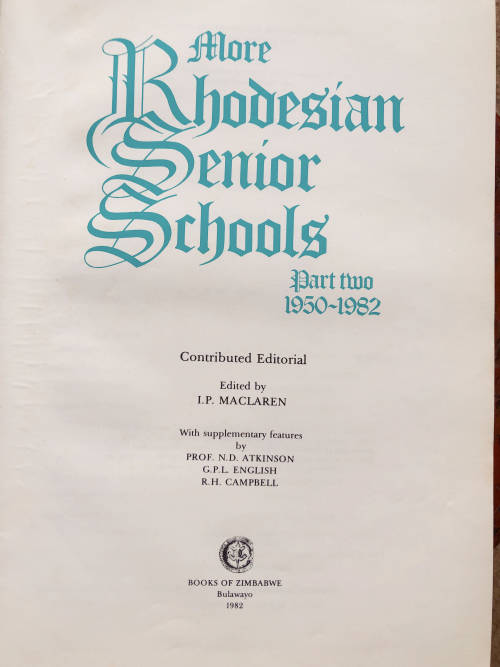 More
Rhodesian
Senior
Schools
Part two
1950-1982
Contributed Editorial
Edited by
I.P. MACLAREN
With supplementary features
by
PROF. N.D. ATKINSON
G.P.L. ENGLISH
R.H. CAMPBELL
BOOKS OF ZIMBABWE
Bulawayo
1982